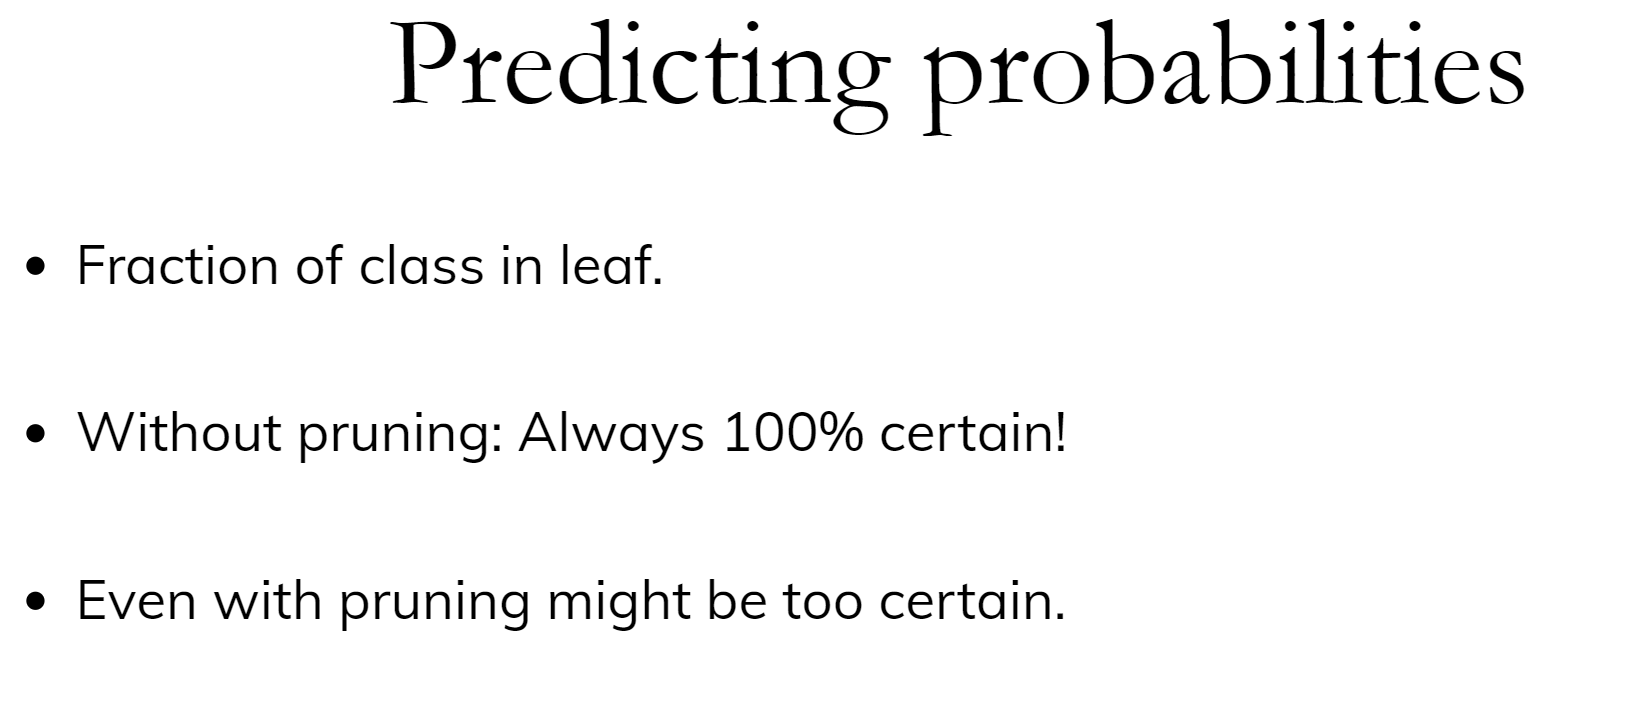 Predicting probabilities
• Fraction of class in leaf.
• Without pruning: Always 100% certain!
• Even with pruning might be too certain.